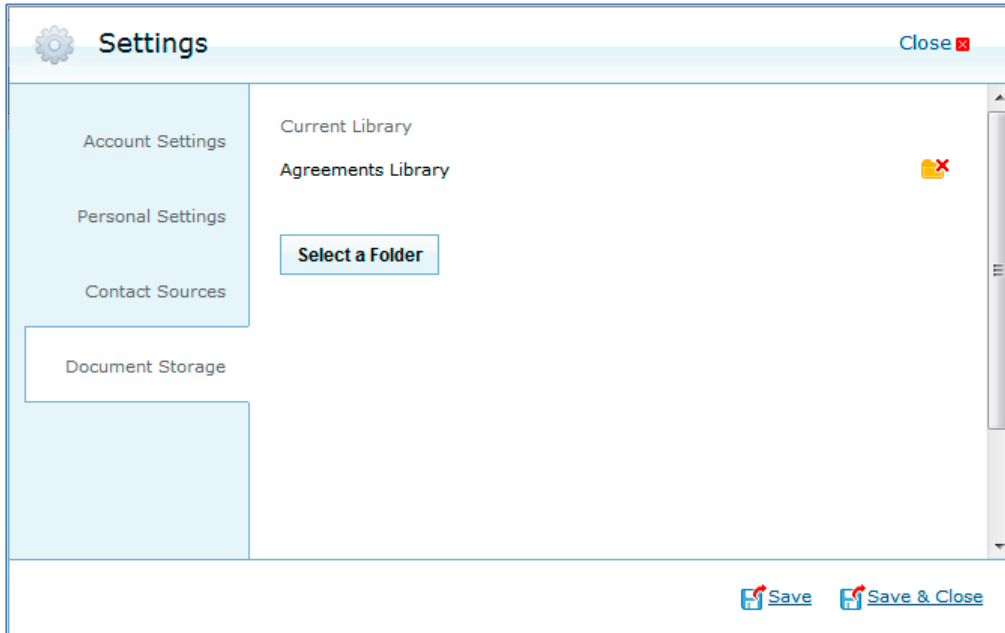 Settings
Close
Account Settings
Personal Settings
Contact Sources
Document Storage
Current Library
Agreements Library
Select a Folder
Save
Save & Close